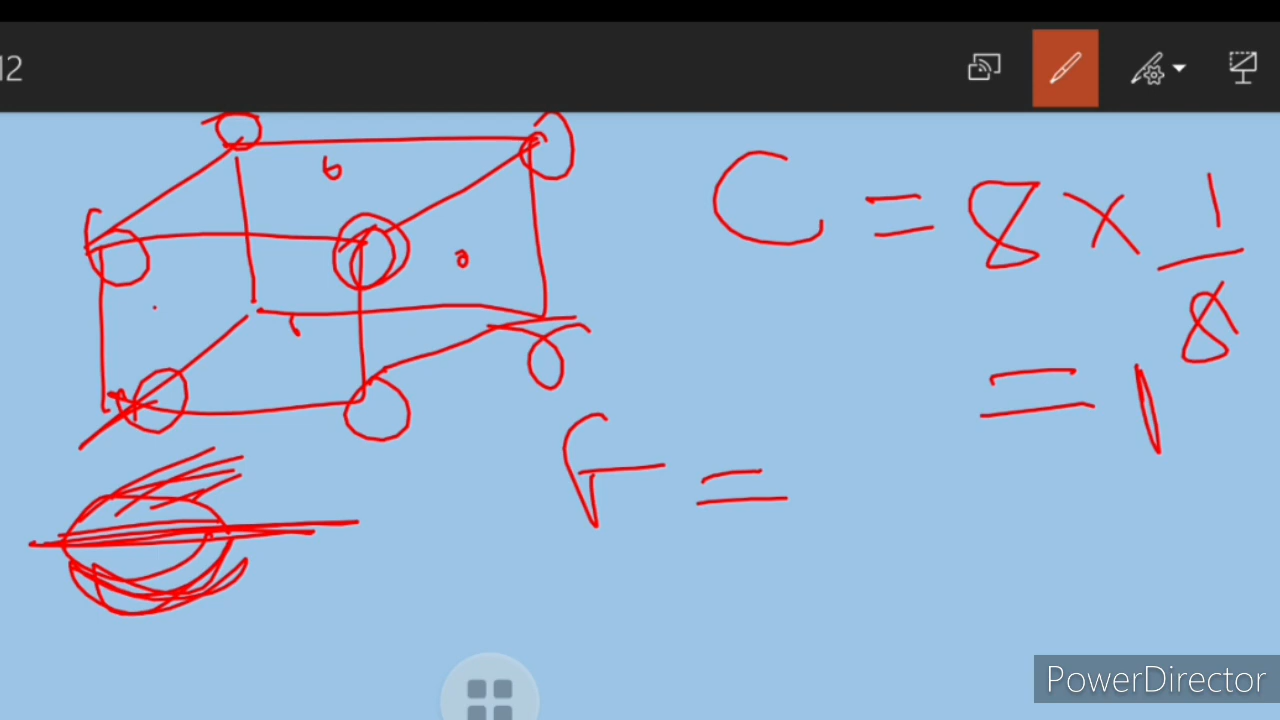 12
C = 8 × 1/8
= 1
F =
PowerDirector